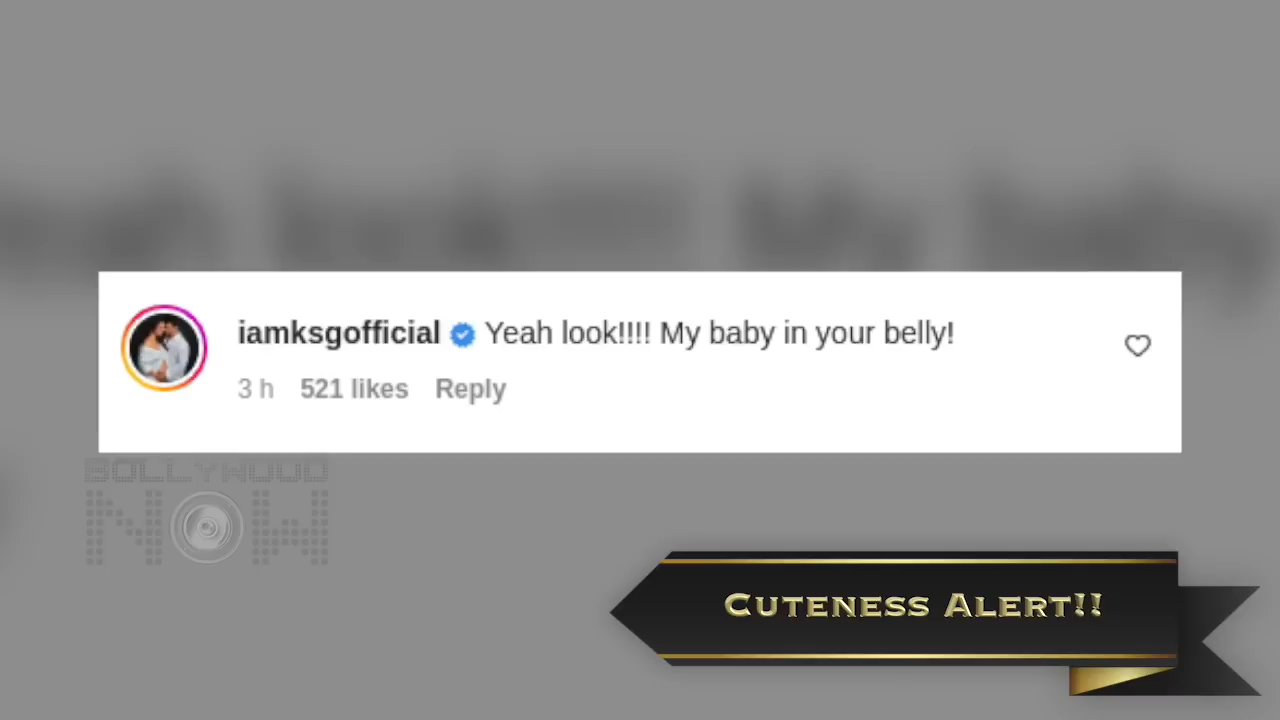 iamksgofficial Yeah look!!!! My baby in your belly!
3 h 521 likes Reply
BOLLYWOOD
NOW
CUTENESS ALERT!!